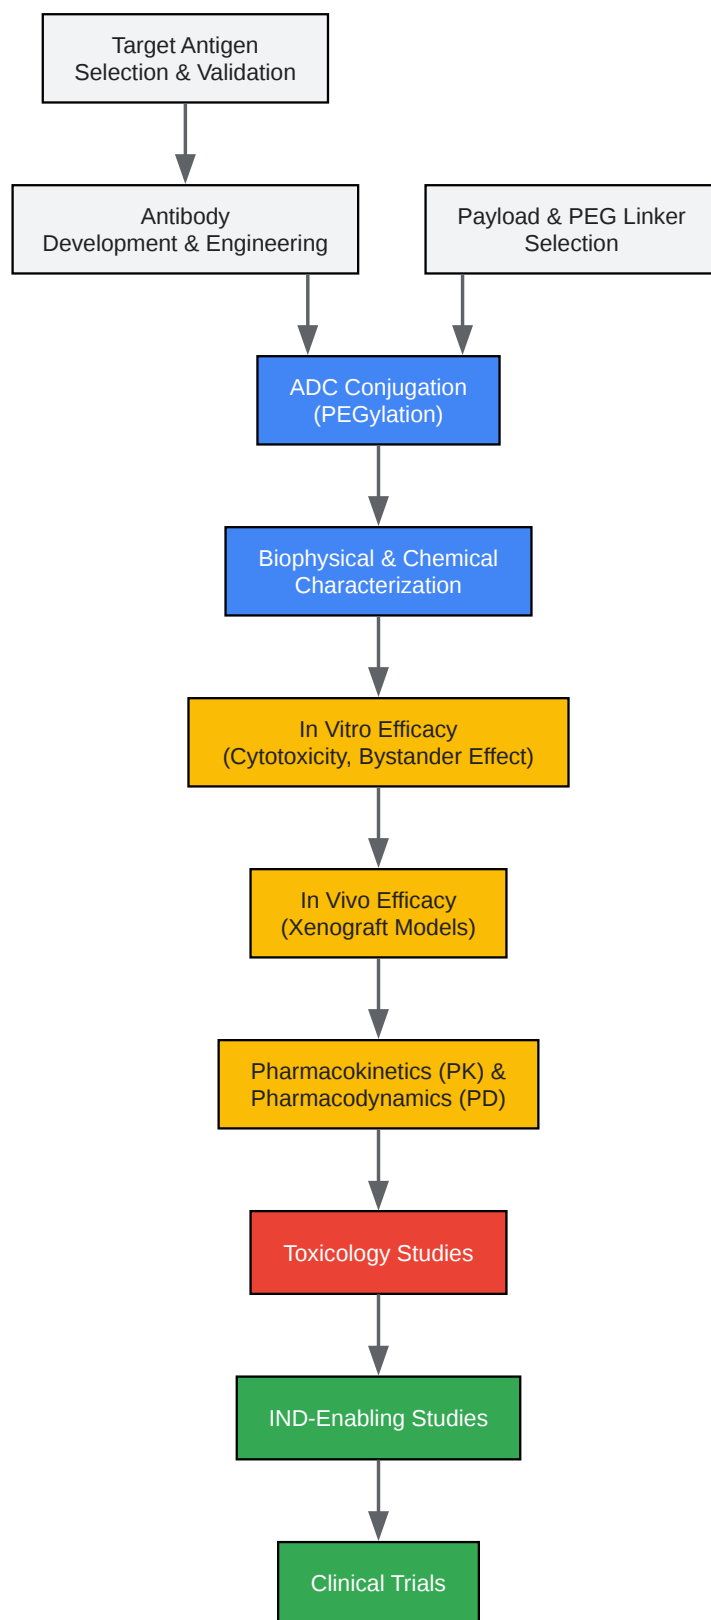 Target Antigen
Selection & Validation
Antibody
Development & Engineering
Payload & PEG Linker
Selection
ADC Conjugation
(PEGylation)
Biophysical & Chemical
Characterization
In Vitro Efficacy
(Cytotoxicity, Bystander Effect)
In Vivo Efficacy
(Xenograft Models)
Pharmacokinetics (PK) &
Pharmacodynamics (PD)
Toxicology Studies
IND-Enabling Studies
Clinical Trials